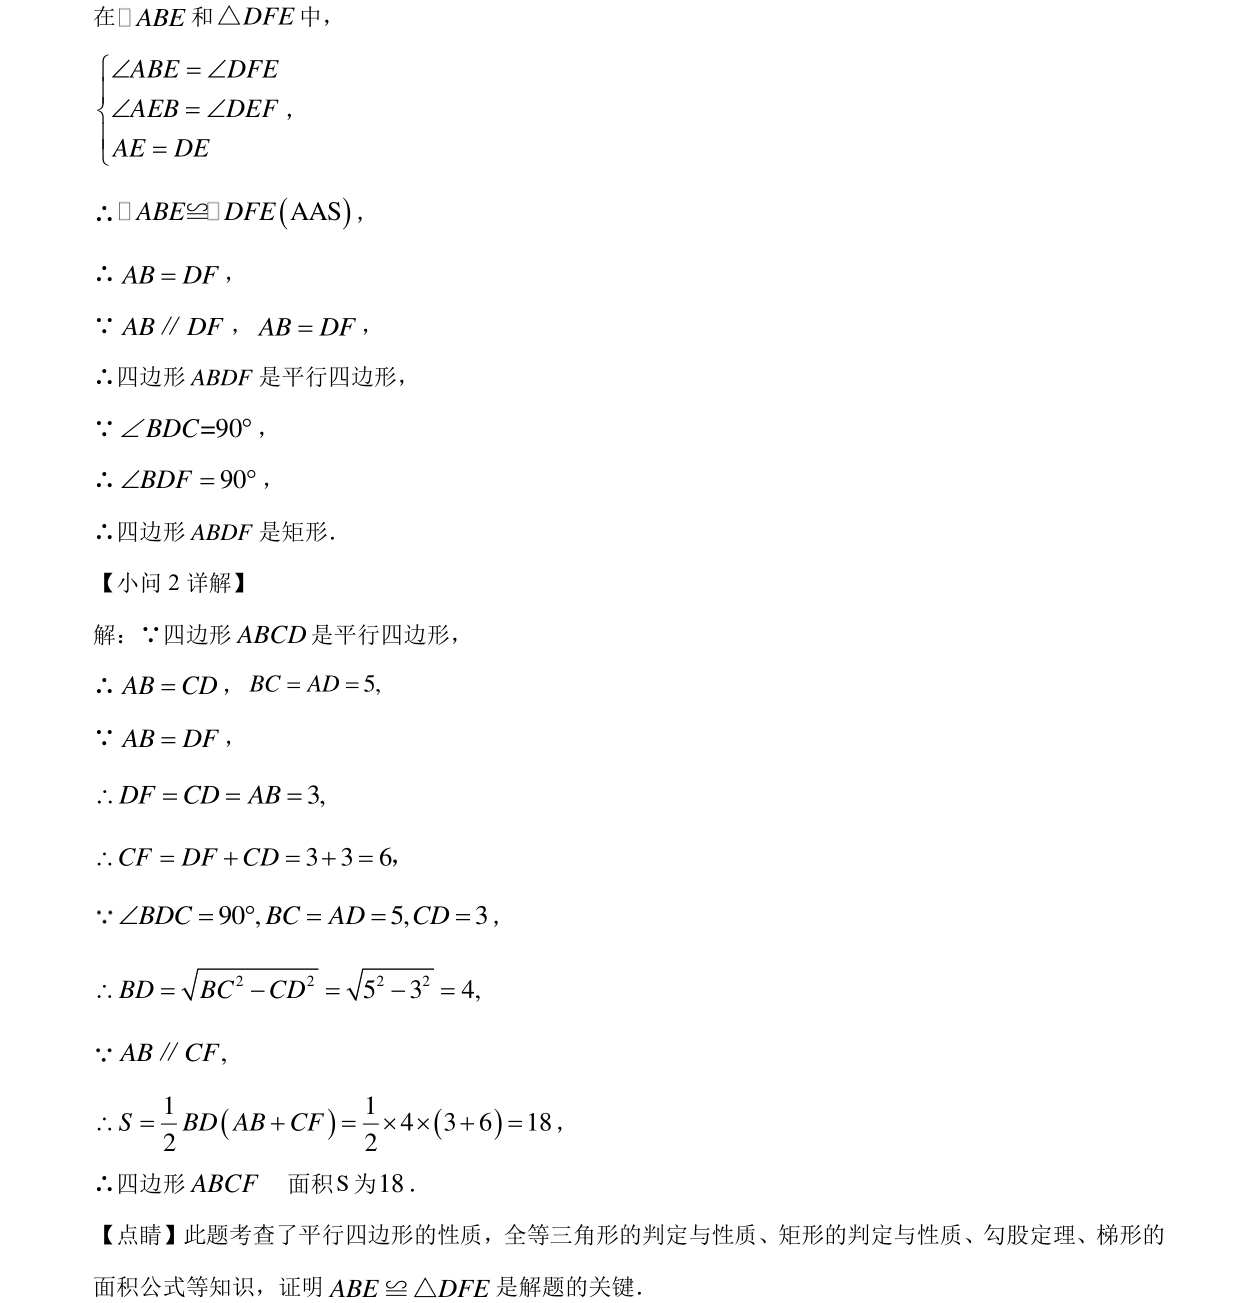 在□ABE和△DFE中，
∠ABE = ∠DFE
∠AEB = ∠DEF，
AE = DE
∴□ABE≌□DFE(AAS)，
∴AB = DF，
∵AB∥DF，AB = DF，
∴四边形ABDF是平行四边形，
∵∠BDC=90°，
∴∠BDF = 90°，
∴四边形ABDF是矩形．
【小问2详解】
解：∵四边形ABCD是平行四边形，
∴AB = CD，BC = AD = 5,
∵AB = DF，
∴DF = CD = AB = 3,
∴CF = DF + CD = 3+3 = 6，
∵∠BDC = 90°, BC = AD = 5, CD = 3，
∴BD = √(BC² − CD²) = √(5² − 3²) = 4,
∵AB∥CF,
∴S = 1/2 BD(AB + CF) = 1/2 ×4×(3+6) = 18，
∴四边形ABCF 面积S为18．
【点睛】此题考查了平行四边形的性质，全等三角形的判定与性质、矩形的判定与性质、勾股定理、梯形的
面积公式等知识，证明ABE≌△DFE是解题的关键．